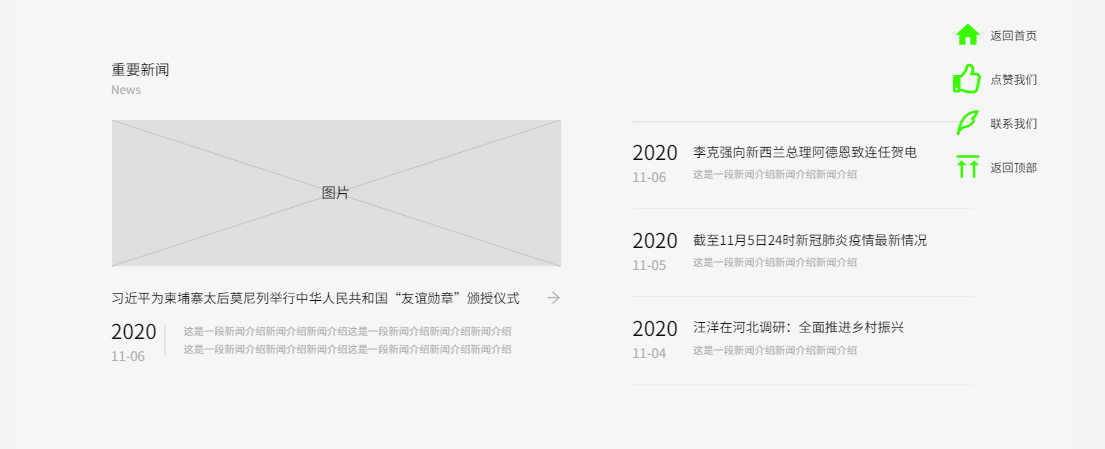 重要新闻
News
图片
习近平为柬埔寨太后莫尼列举行中华人民共和国“友谊勋章”颁授仪式
2020
11-06
这是一段新闻介绍新闻介绍新闻介绍这是一段新闻介绍新闻介绍新闻介绍
这是一段新闻介绍新闻介绍新闻介绍这是一段新闻介绍新闻介绍新闻介绍
2020
11-06
李克强向新西兰总理阿德恩致连任贺电
这是一段新闻介绍新闻介绍新闻介绍
2020
11-05
截至11月5日24时新冠肺炎疫情最新情况
这是一段新闻介绍新闻介绍新闻介绍
2020
11-04
汪洋在河北调研：全面推进乡村振兴
这是一段新闻介绍新闻介绍新闻介绍
返回首页
点赞我们
联系我们
返回顶部